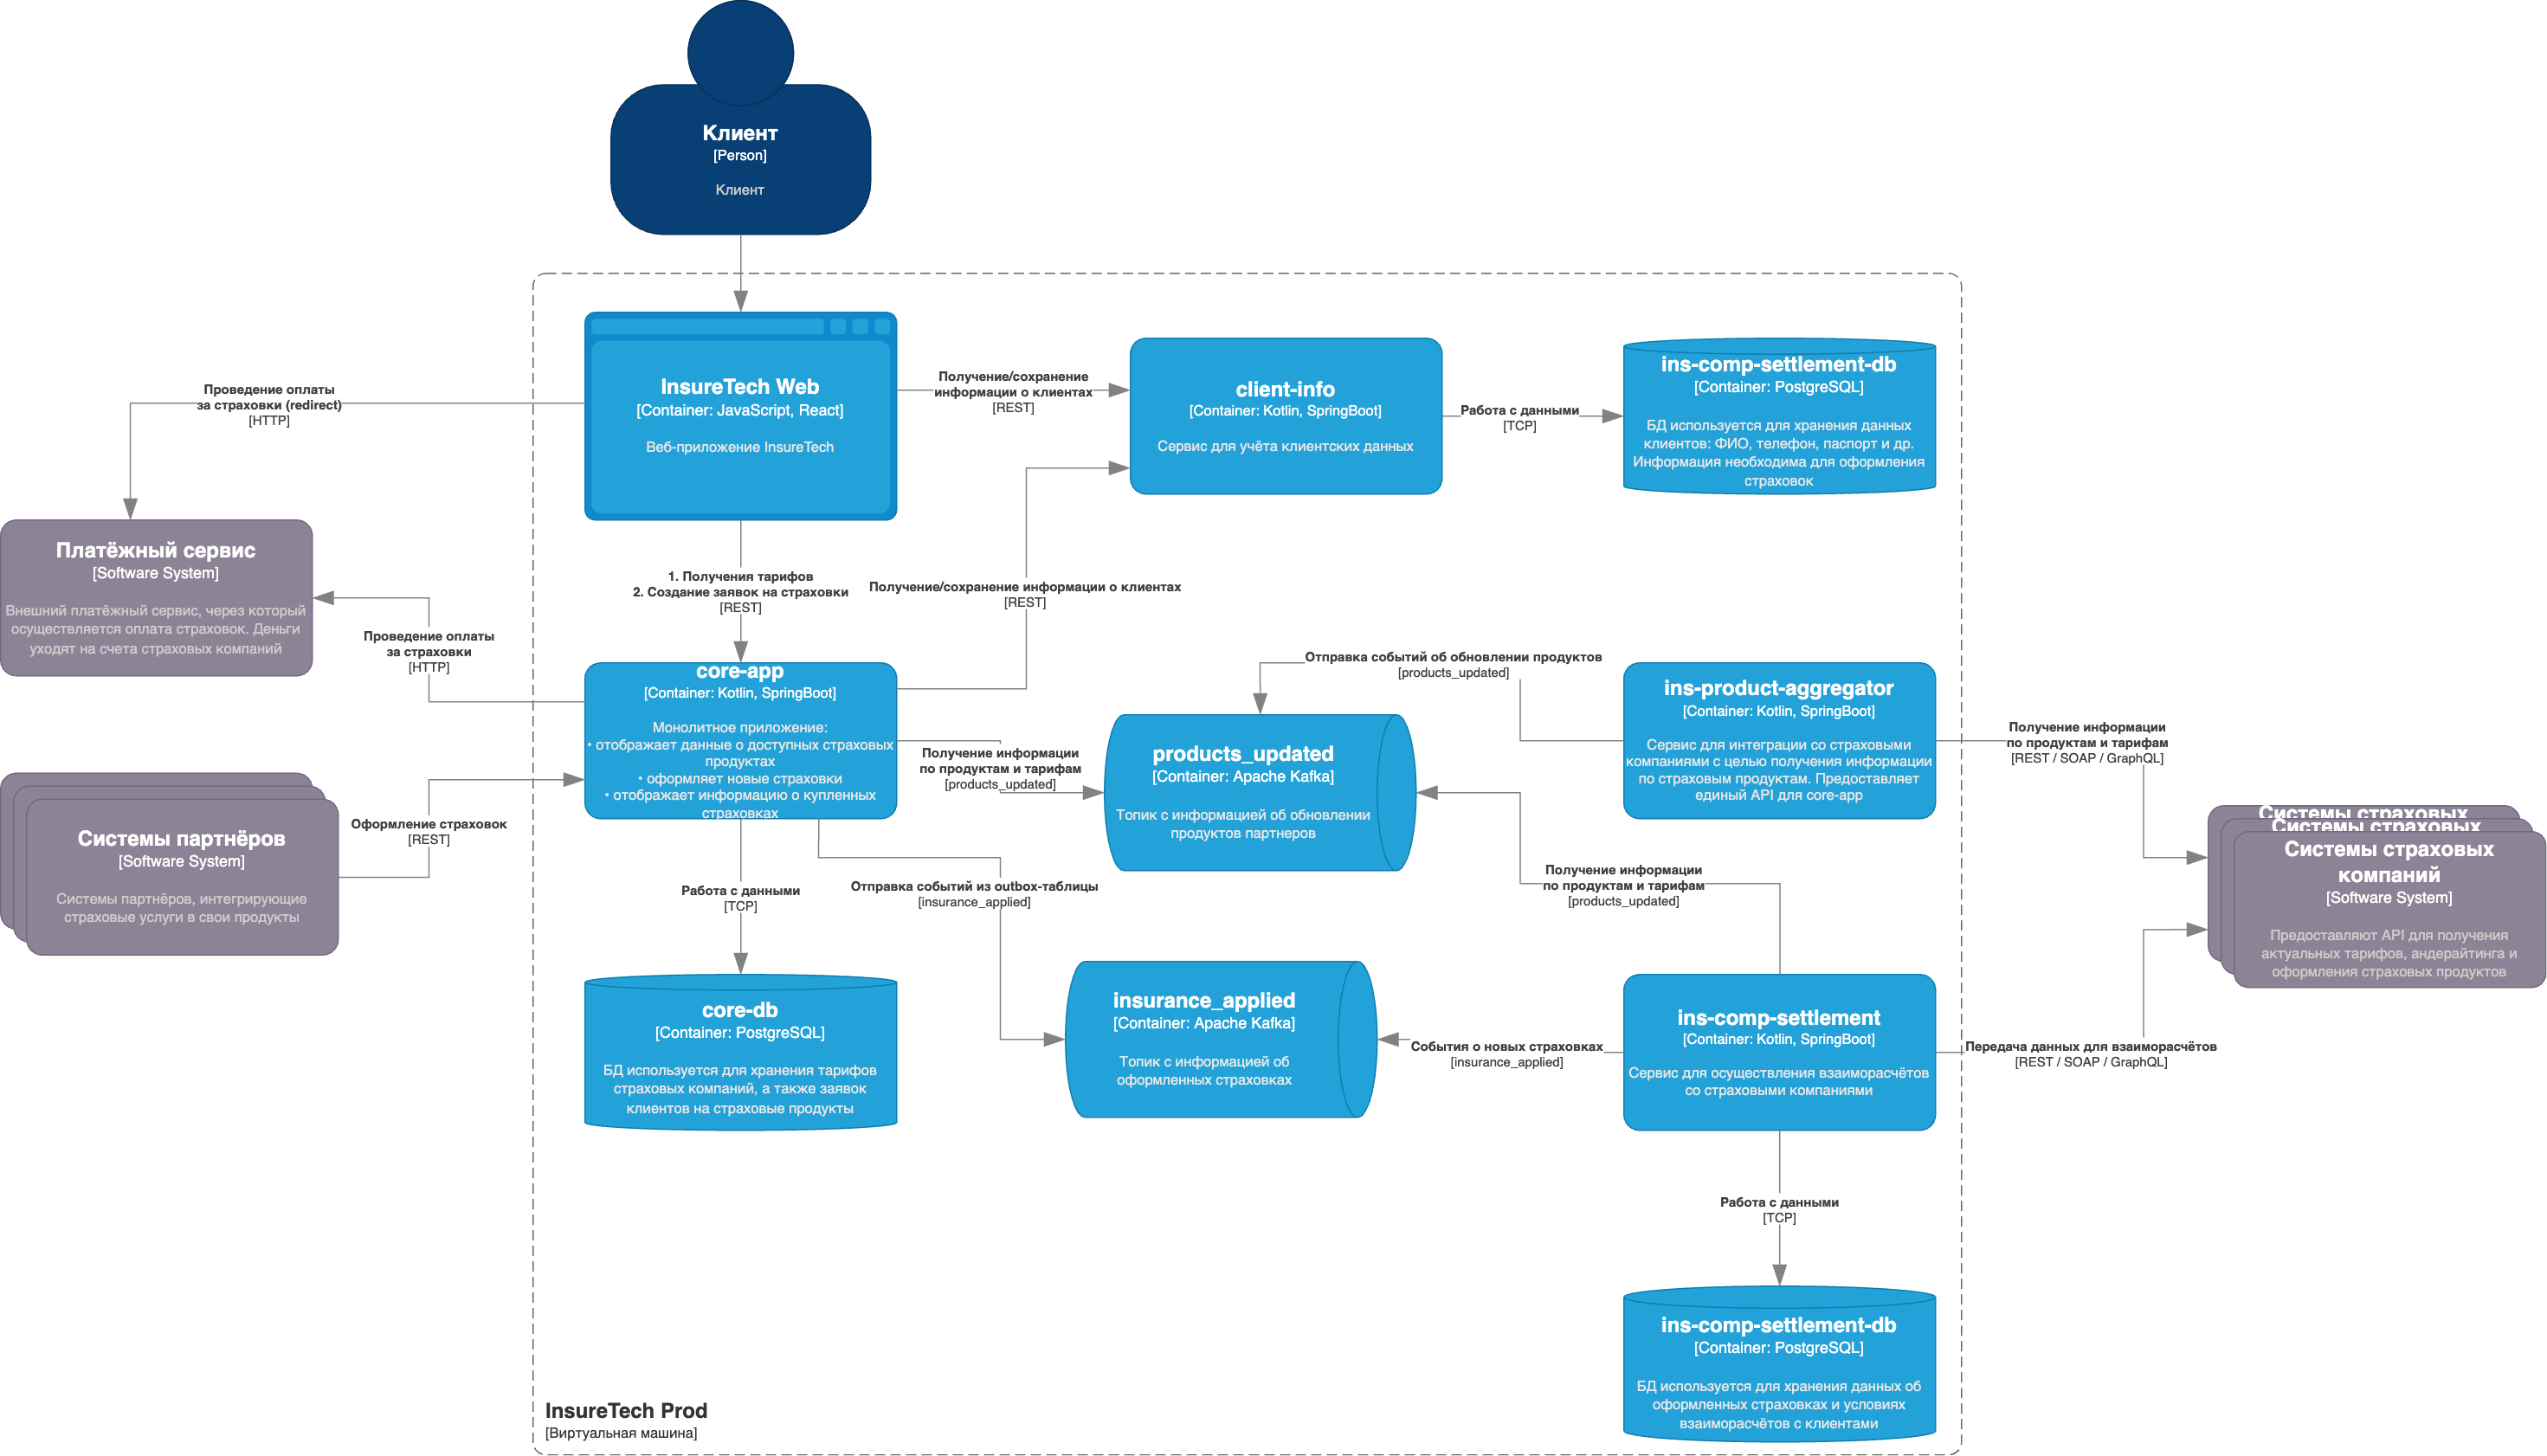 Клиент
[Person]
Клиент
InsureTech Web
[Container: JavaScript, React]
Веб-приложение InsureTech
Получение/сохранение
информации о клиентах
[REST]
client-info
[Container: Kotlin, SpringBoot]
Сервис для учёта клиентских данных
Работа с данными
[TCP]
ins-comp-settlement-db
[Container: PostgreSQL]
БД используется для хранения данных
клиентов: ФИО, телефон, паспорт и др.
Информация необходима для оформления
страховок
Проведение оплаты
за страховки (redirect)
[HTTP]
Платёжный сервис
[Software System]
Внешний платёжный сервис, через который
осуществляется оплата страховок. Деньги
уходят на счета страховых компаний
1. Получения тарифов
2. Создание заявок на страховки
[REST]
Получение/сохранение информации о клиентах
[REST]
Проведение оплаты
за страховки
[HTTP]
core-app
[Container: Kotlin, SpringBoot]
Монолитное приложение:
• отображает данные о доступных страховых
продуктах
• оформляет новые страховки
• отображает информацию о купленных
страховках
Отправка событий об обновлении продуктов
[products_updated]
ins-product-aggregator
[Container: Kotlin, SpringBoot]
Сервис для интеграции со страховыми
компаниями с целью получения информации
по страховым продуктам. Предоставляет
единый API для core-app
Получение информации
по продуктам и тарифам
[REST / SOAP / GraphQL]
Получение информации
по продуктам и тарифам
[products_updated]
products_updated
[Container: Apache Kafka]
Топик с информацией об обновлении
продуктов партнеров
Системы партнёров
[Software System]
Системы партнёров, интегрирующие
страховые услуги в свои продукты
Оформление страховок
[REST]
Системы страховых
Системы страховых
Системы страховых
компаний
[Software System]
Предоставляют API для получения
актуальных тарифов, андерайтинга и
оформления страховых продуктов
Работа с данными
[TCP]
Отправка событий из outbox-таблицы
[insurance_applied]
Получение информации
по продуктам и тарифам
[products_updated]
core-db
[Container: PostgreSQL]
БД используется для хранения тарифов
страховых компаний, а также заявок
клиентов на страховые продукты
insurance_applied
[Container: Apache Kafka]
Топик с информацией об
оформленных страховках
События о новых страховках
[insurance_applied]
ins-comp-settlement
[Container: Kotlin, SpringBoot]
Сервис для осуществления взаиморасчётов
со страховыми компаниями
Передача данных для взаиморасчётов
[REST / SOAP / GraphQL]
Работа с данными
[TCP]
ins-comp-settlement-db
[Container: PostgreSQL]
БД используется для хранения данных об
оформленных страховках и условиях
взаиморасчётов с клиентами
InsureTech Prod
[Виртуальная машина]